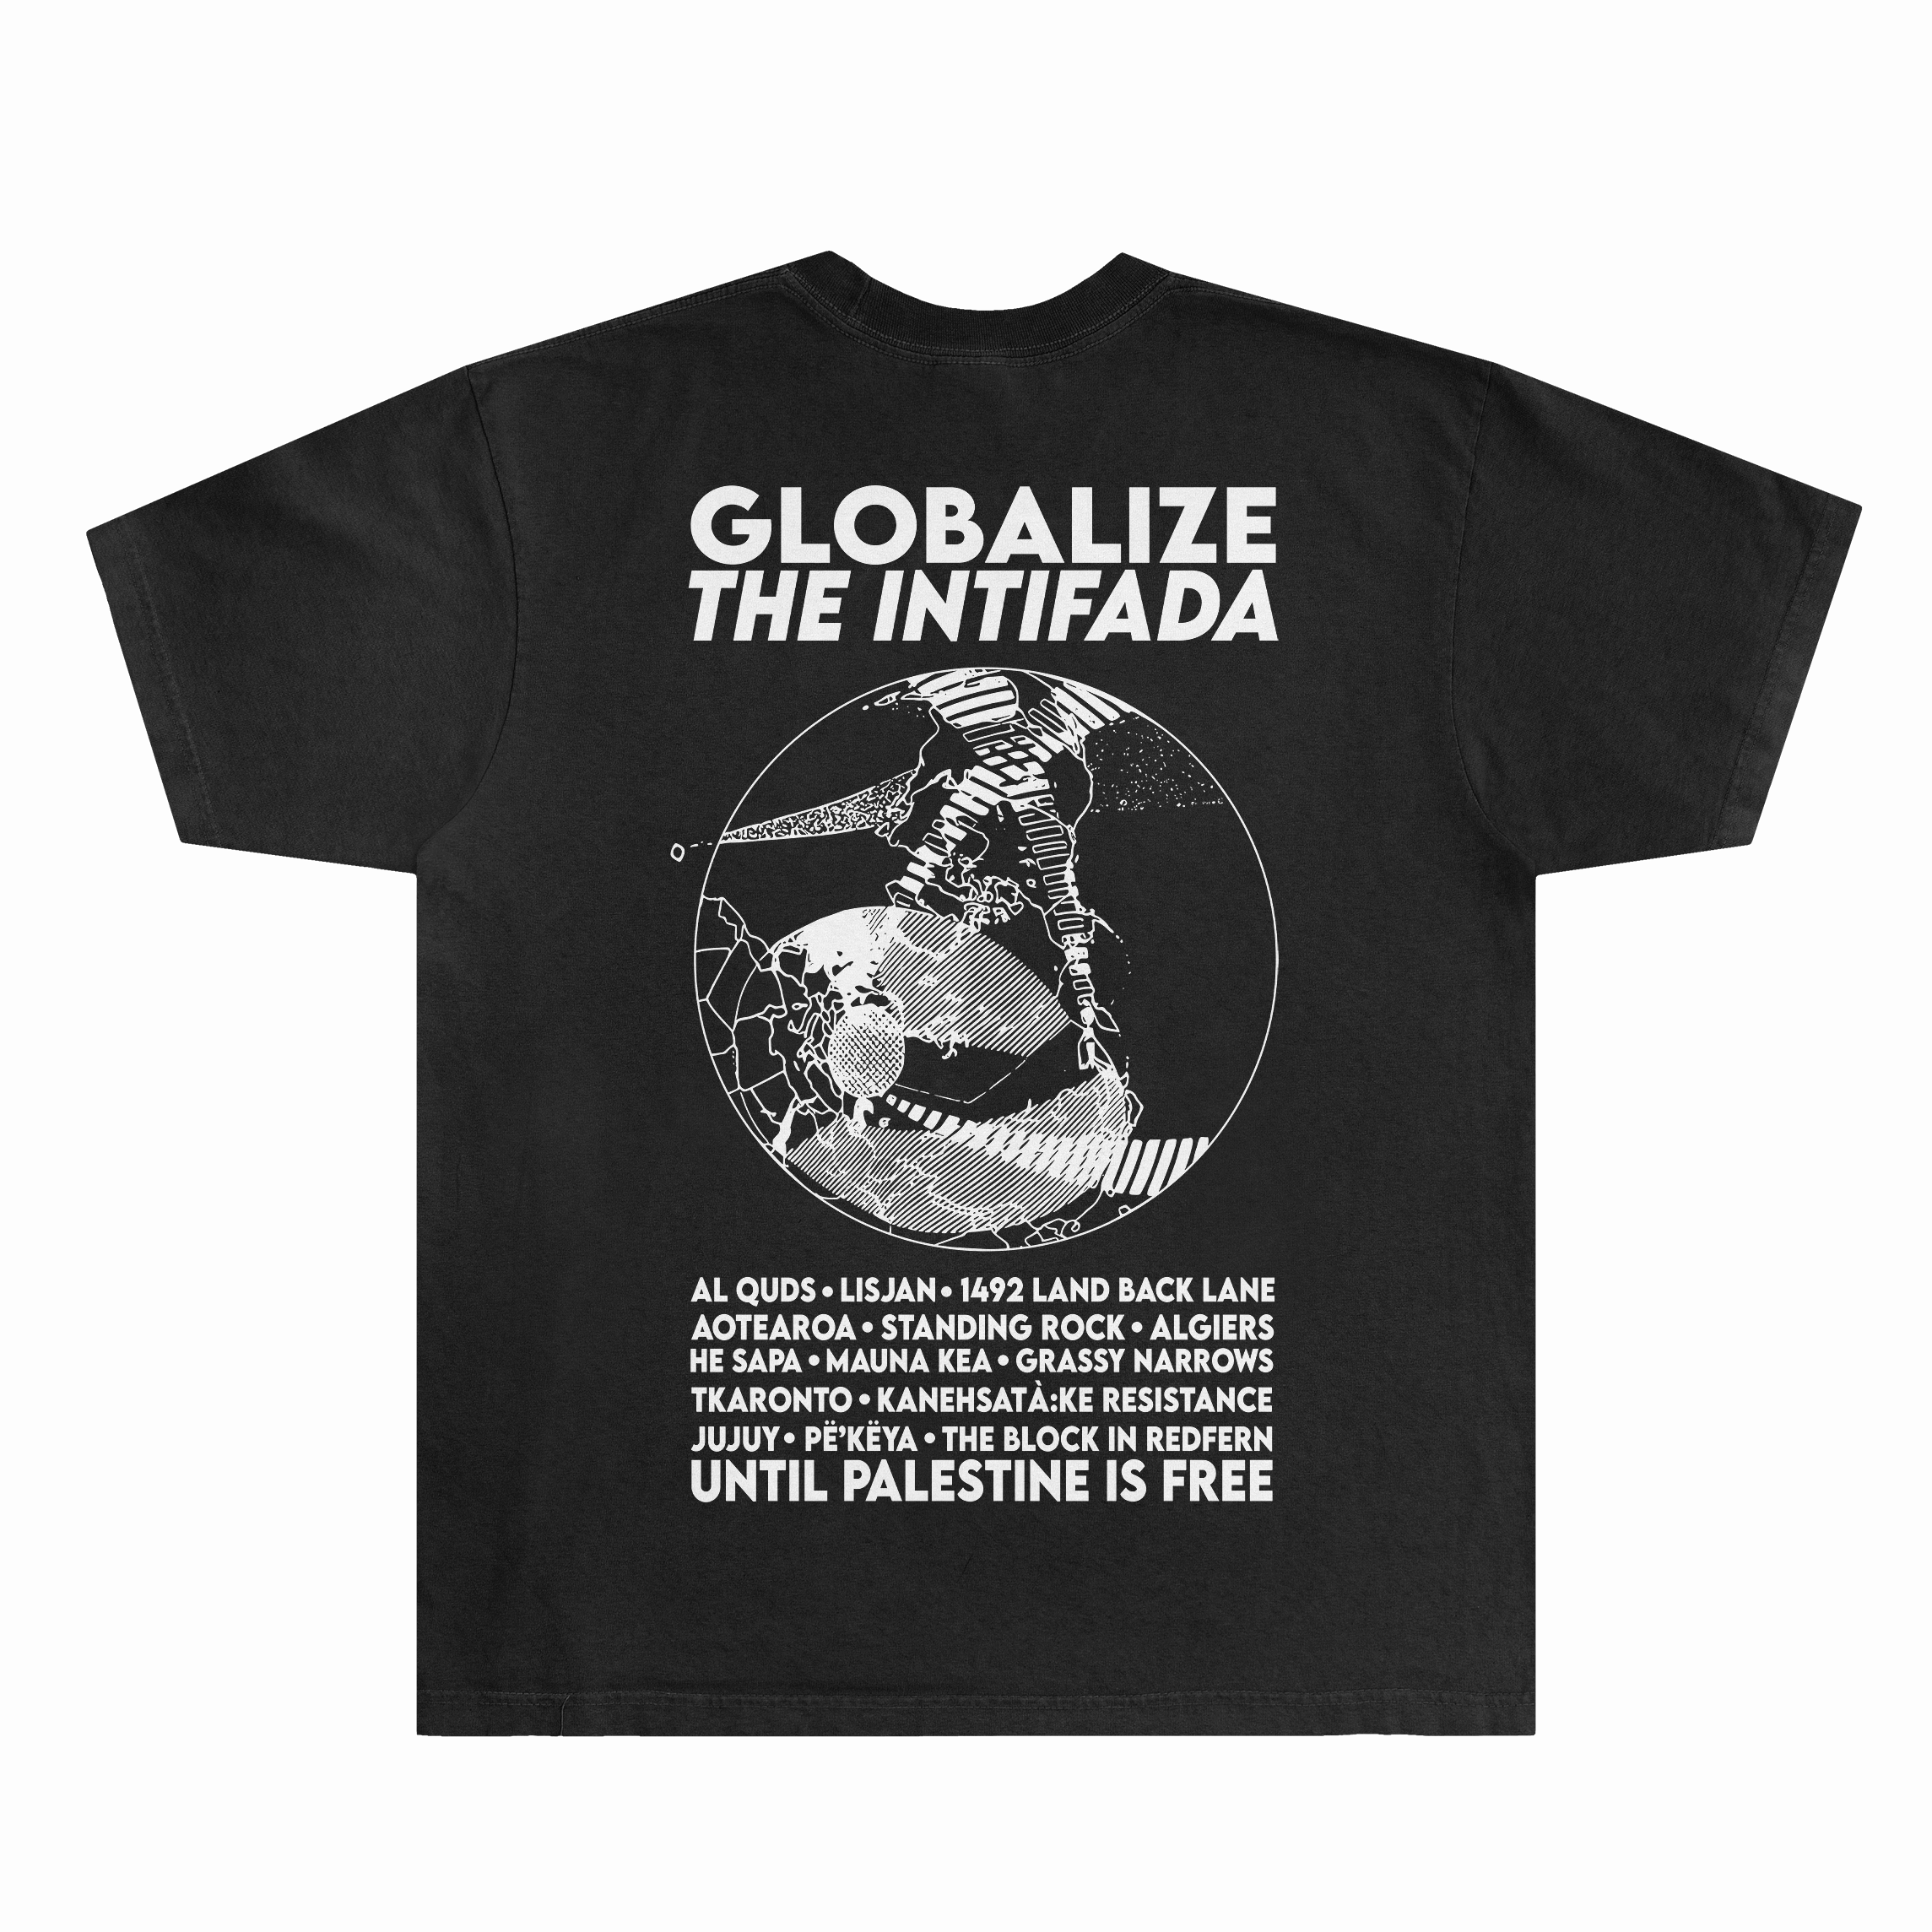 GLOBALIZE
THE INTIFADA
AL QUDS • LISJAN • 1492 LAND BACK LANE
AOTEAROA • STANDING ROCK • ALGIERS
HE SAPA • MAUNA KEA • GRASSY NARROWS
TKARONTO • KANEHSATÀ:KE RESISTANCE
JUJUY • PË'KËYA • THE BLOCK IN REDFERN
UNTIL PALESTINE IS FREE